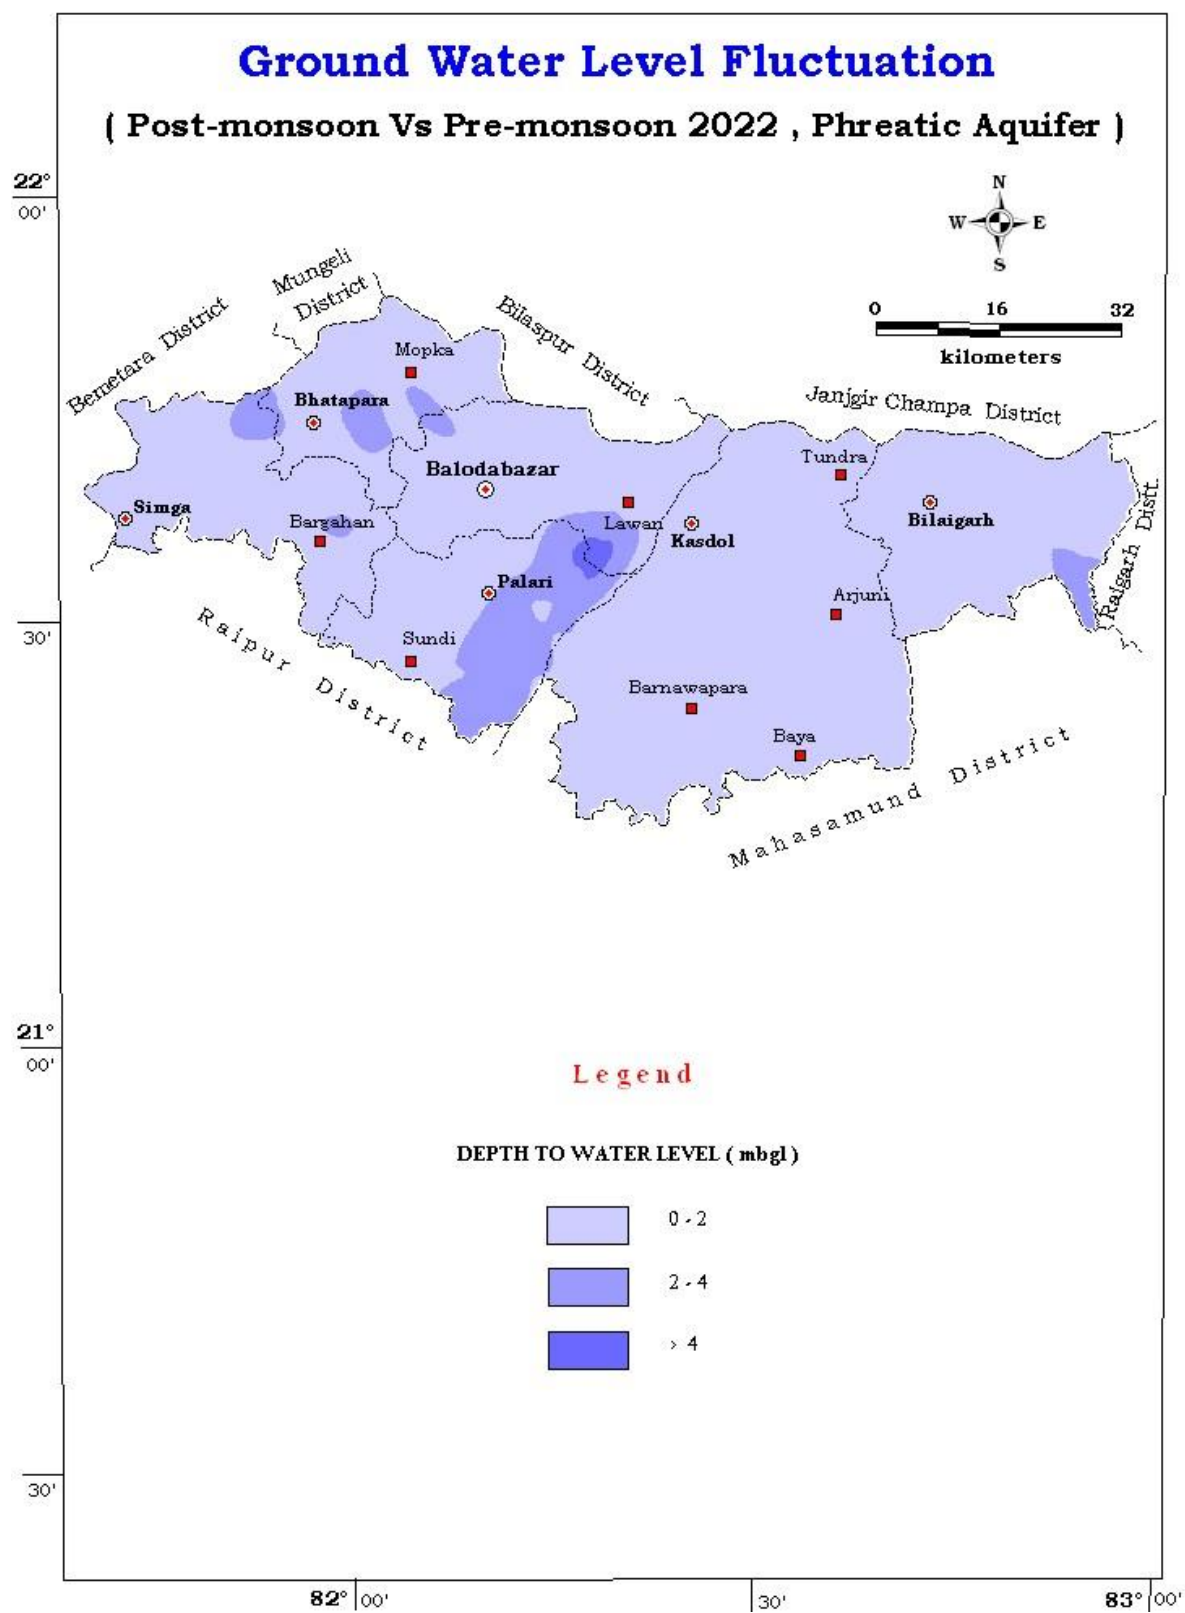 Ground Water Level Fluctuation
( Post-monsoon Vs Pre-monsoon 2022 , Phreatic Aquifer )
22°
00'
N
W E
S
0 16 32
kilometers
Mungeli
District
Bemetara District
Bilaspur District
Janjgir Champa District
Mopka
Bhatapara
Balodabazar
Tundra
Simga
Bargahan
Lawan
Kasdol
Bilaigarh
Raigarh Distt.
Palari
Arjuni
30'
Raipur District
Sundi
Barnawapara
Baya
Mahasamund District
21°
00'
Legend
DEPTH TO WATER LEVEL ( mbgl )
0 - 2
2 - 4
> 4
30'
82° 00' 30' 83° 00'